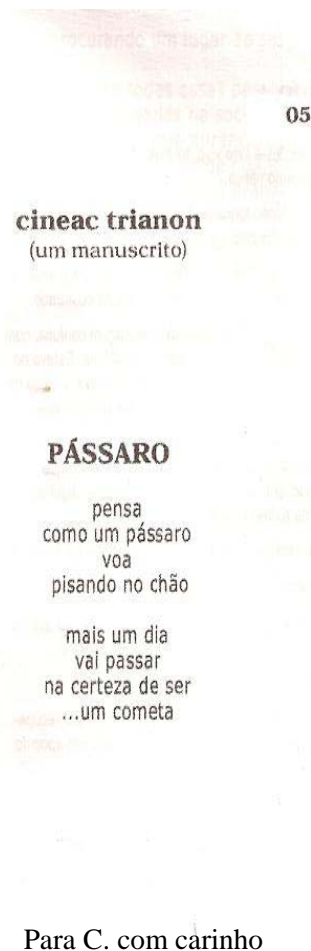 05
cineac trianon
(um manuscrito)
PÁSSARO
pensa
como um pássaro
voa
pisando no chão
mais um dia
vai passar
na certeza de ser
...um cometa
Para C. com carinho